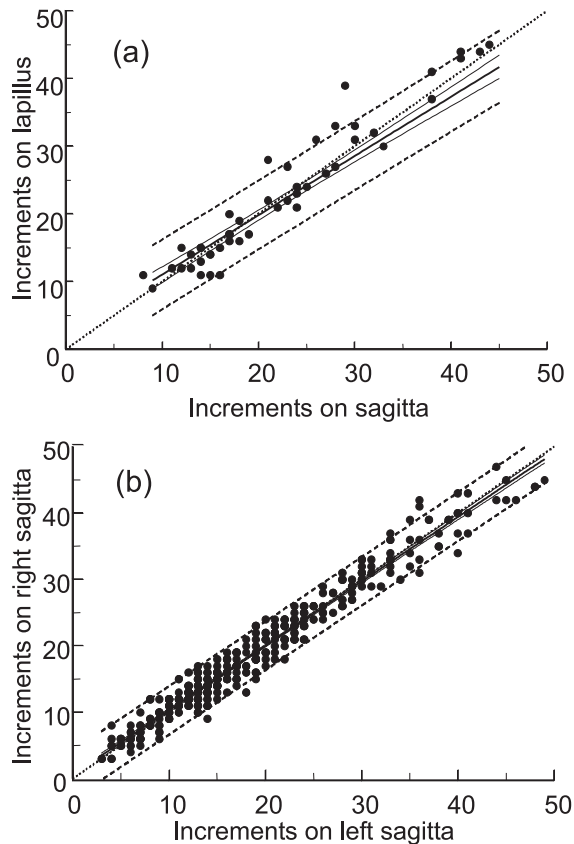 50
(a)
40
30
20
10
0
0 10 20 30 40 50
Increments on lapillus
Increments on sagitta
50
(b)
40
30
20
10
0
0 10 20 30 40 50
Increments on right sagitta
Increments on left sagitta